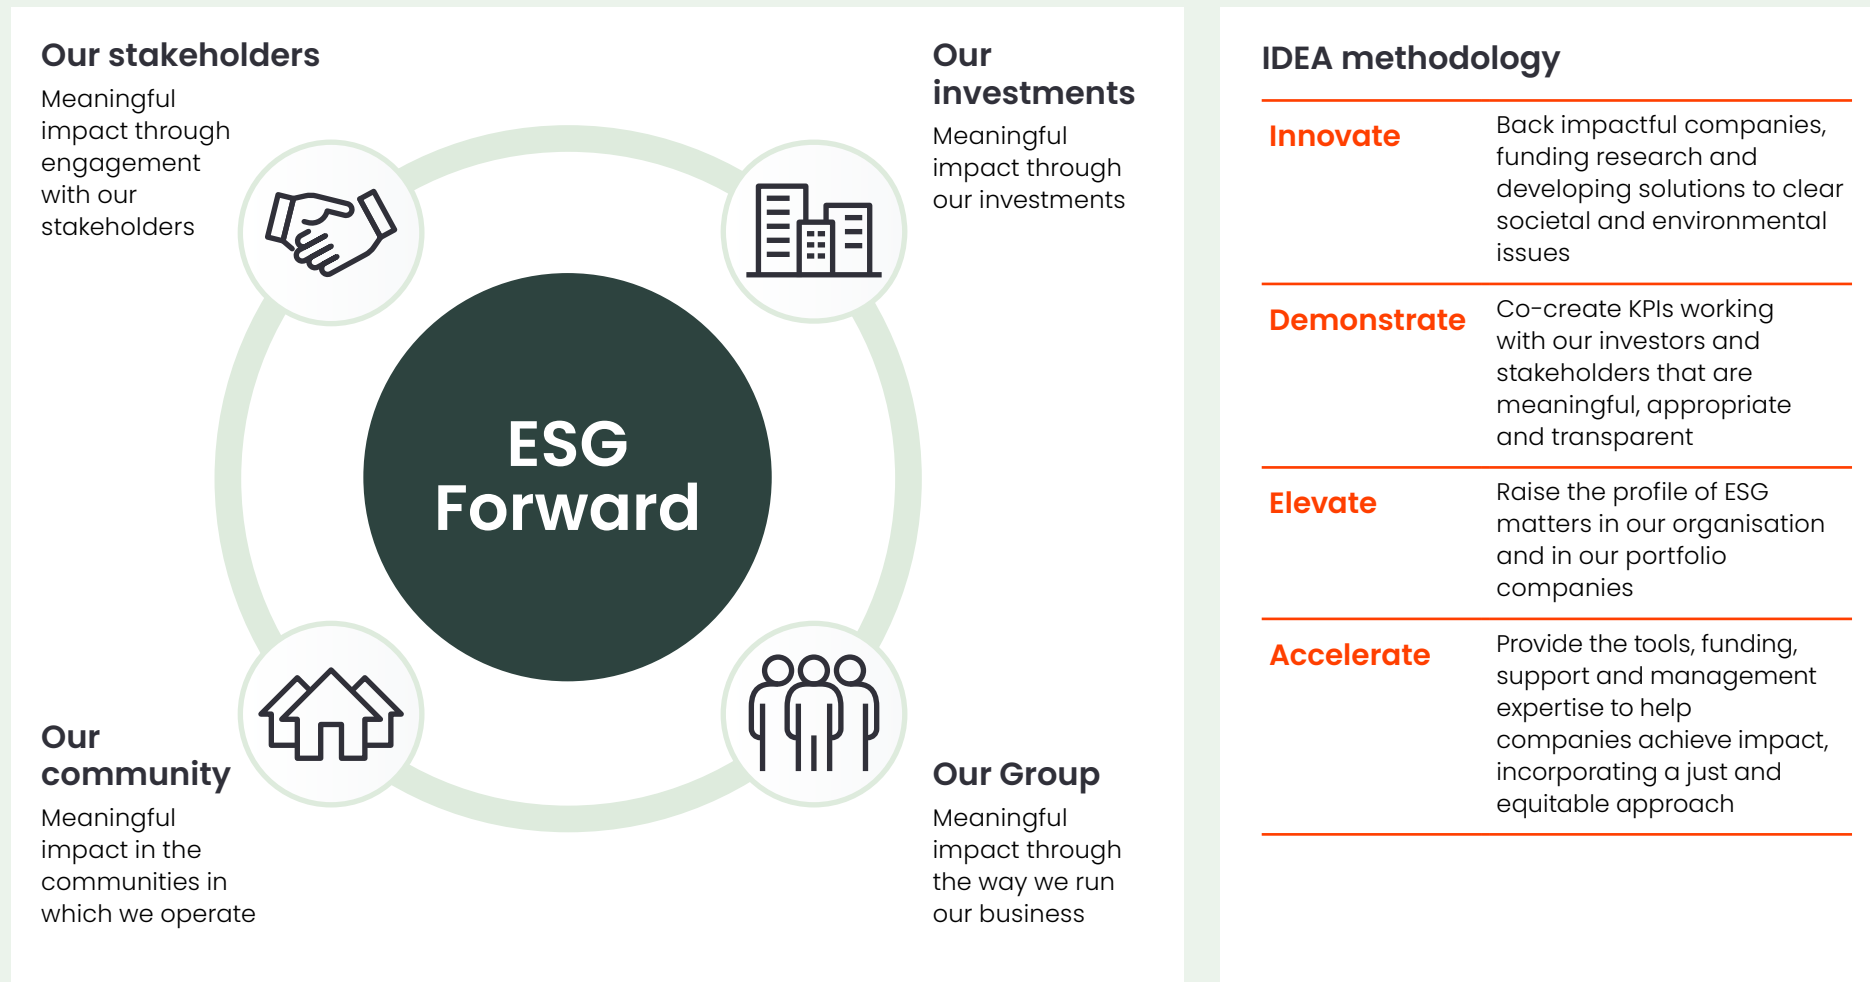 Our stakeholders
Meaningful
impact through
engagement
with our
stakeholders
Our
investments
Meaningful
impact through
our investments
ESG
Forward
Our
community
Meaningful
impact in the
communities in
which we operate
Our Group
Meaningful
impact through
the way we run
our business
IDEA methodology
Innovate
Back impactful companies,
funding research and
developing solutions to clear
societal and environmental
issues
Demonstrate
Co-create KPIs working
with our investors and
stakeholders that are
meaningful, appropriate
and transparent
Elevate
Raise the profile of ESG
matters in our organisation
and in our portfolio
companies
Accelerate
Provide the tools, funding,
support and management
expertise to help
companies achieve impact,
incorporating a just and
equitable approach